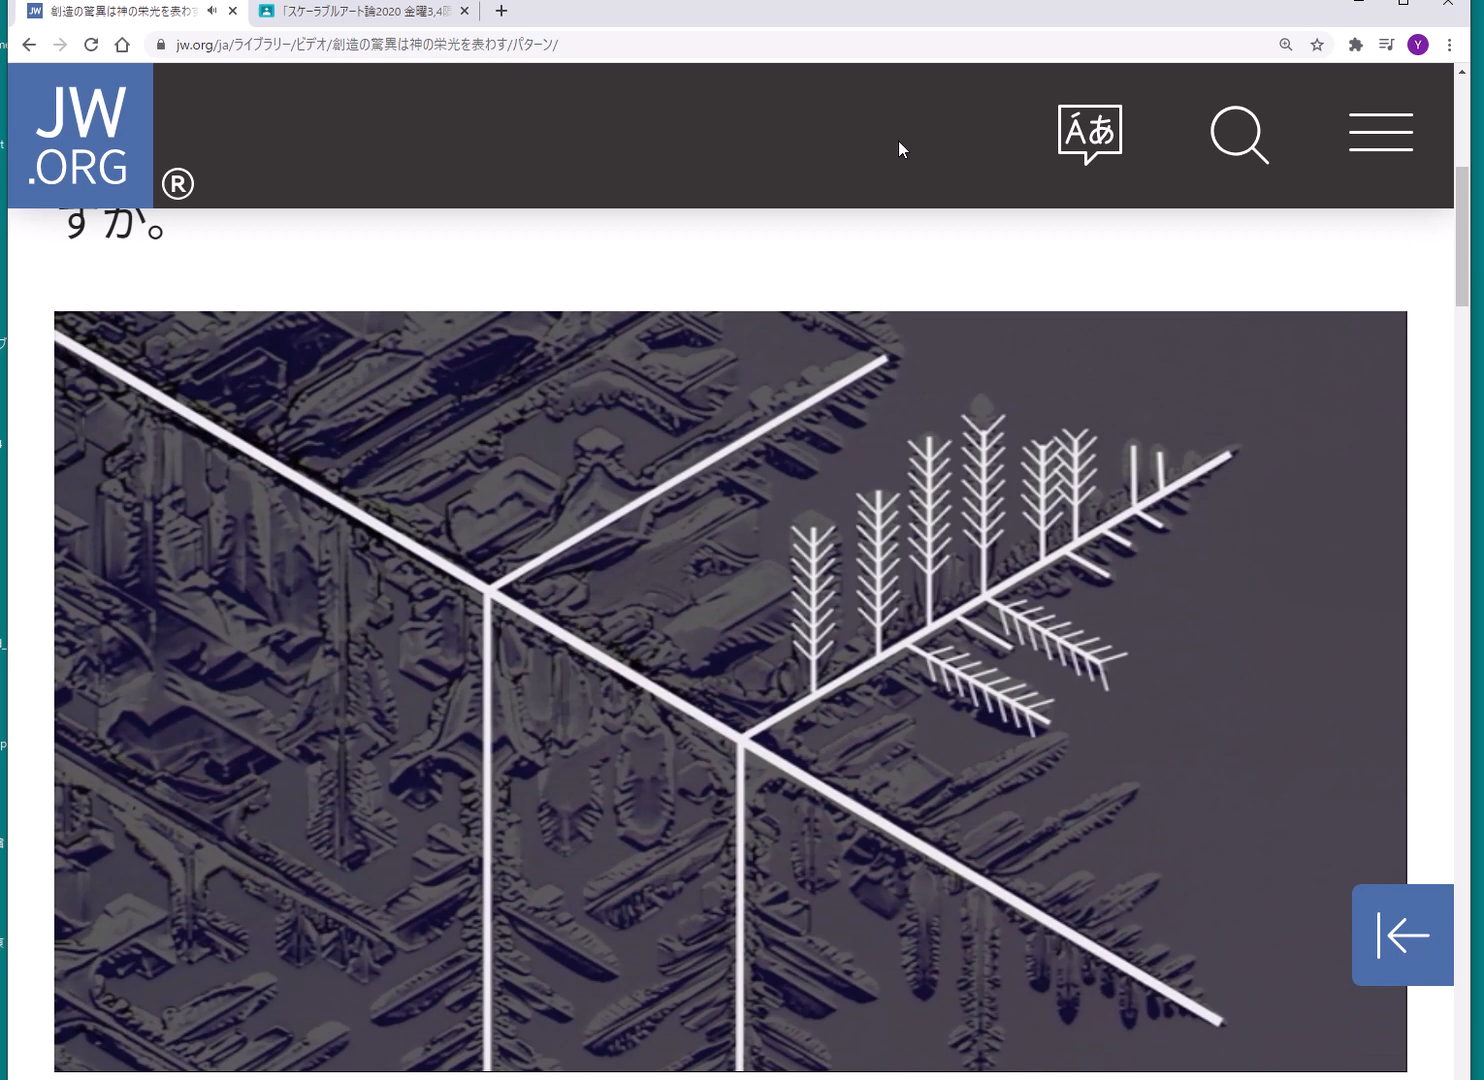 創造の驚異は神の栄光を表わ
「スケーラブルアート論2020 金曜3,4限
jw.org/ja/ライブラリー/ビデオ/創造の驚異は神の栄光を表わす/パターン/
Y
JW
.ORG
®
Áあ
すか。